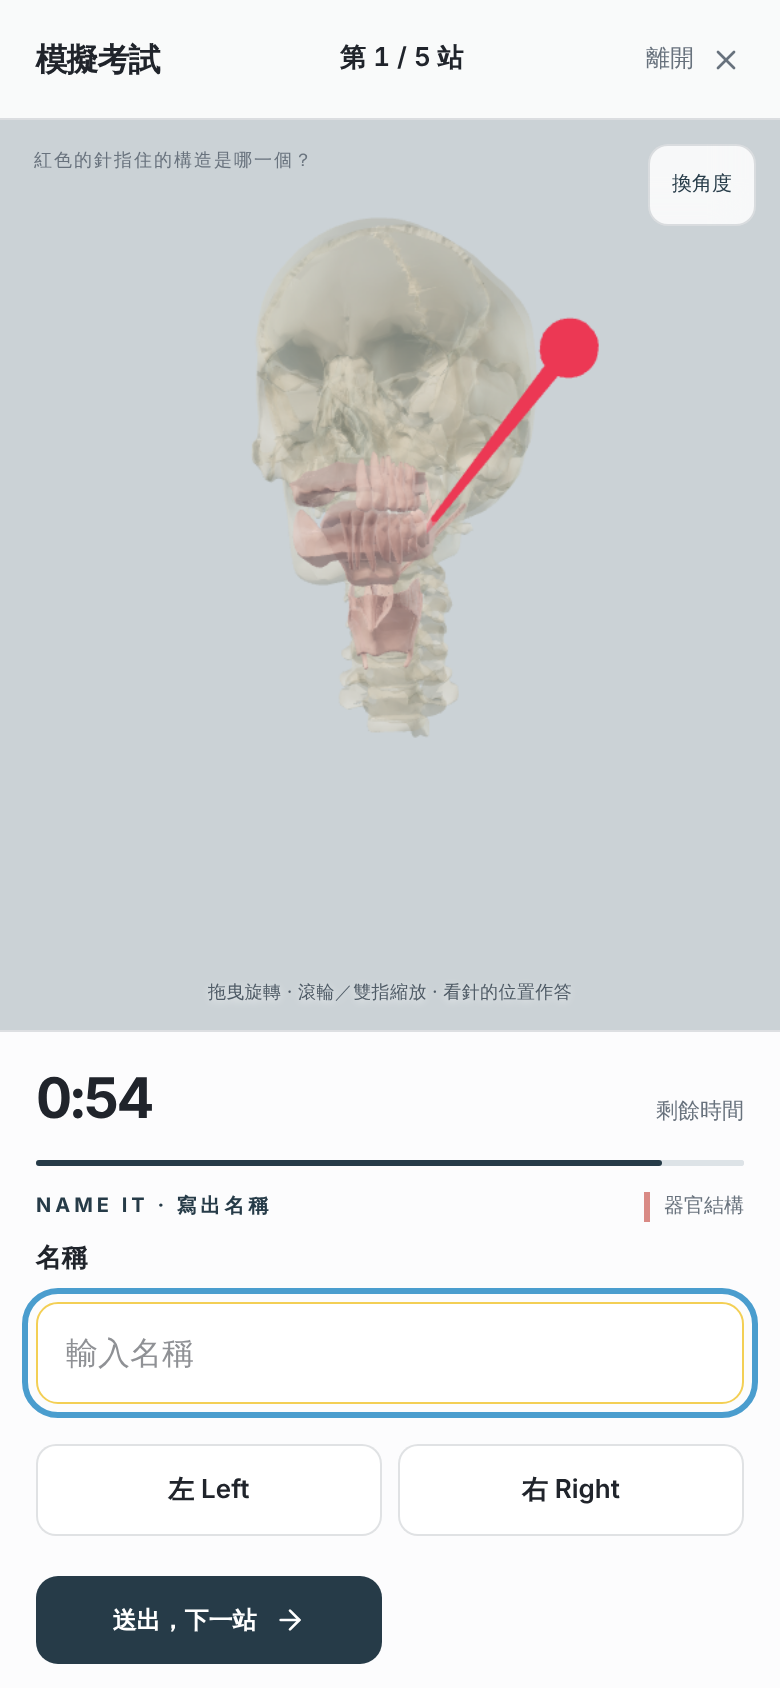 模擬考試
第 1 / 5 站
離開
紅色的針指住的構造是哪一個？
換角度
拖曳旋轉 · 滾輪／雙指縮放 · 看針的位置作答
0:54
剩餘時間
NAME IT · 寫出名稱
器官結構
名稱
輸入名稱
左 Left
右 Right
送出，下一站 →